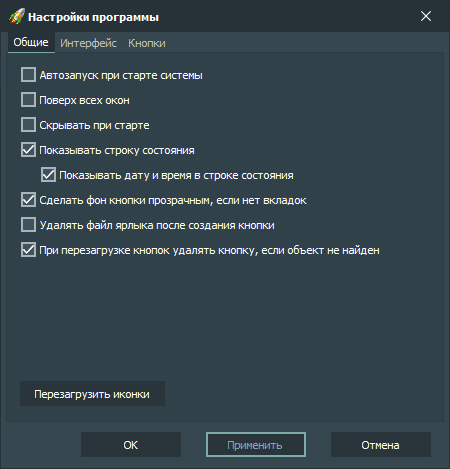 Настройки программы
Общие Интерфейс Кнопки
Автозапуск при старте системы
Поверх всех окон
Скрывать при старте
Показывать строку состояния
Показывать дату и время в строке состояния
Сделать фон кнопки прозрачным, если нет вкладок
Удалять файл ярлыка после создания кнопки
При перезагрузке кнопок удалять кнопку, если объект не найден
Перезагрузить иконки
OK Применить Отмена